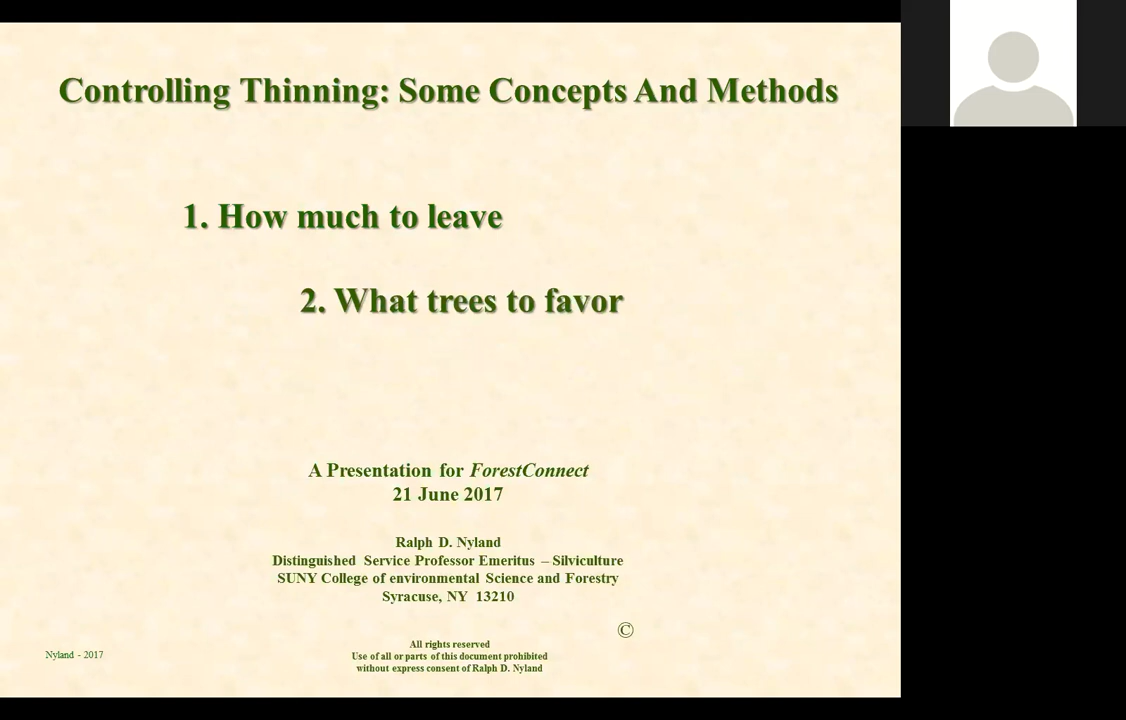 Controlling Thinning: Some Concepts And Methods
1. How much to leave
2. What trees to favor
A Presentation for ForestConnect
21 June 2017
Ralph D. Nyland
Distinguished Service Professor Emeritus – Silviculture
SUNY College of environmental Science and Forestry
Syracuse, NY 13210
©
All rights reserved
Use of all or parts of this document prohibited
without express consent of Ralph D. Nyland
Nyland - 2017